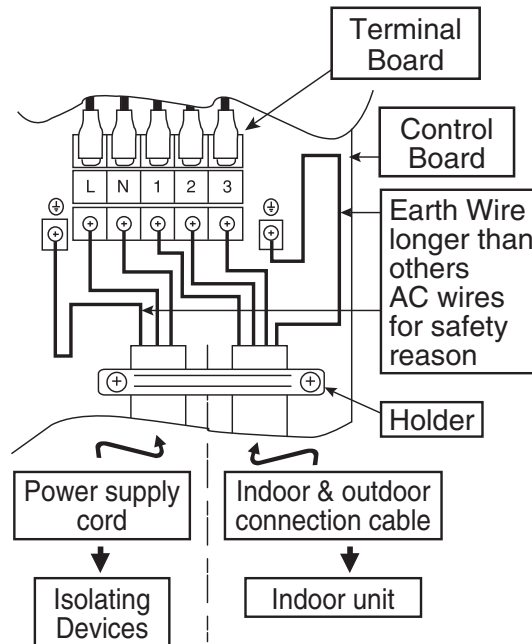 Terminal
Board
Control
Board
L N 1 2 3
Earth Wire
longer than
others
AC wires
for safety
reason
Holder
Power supply
cord
Indoor & outdoor
connection cable
Isolating
Devices
Indoor unit